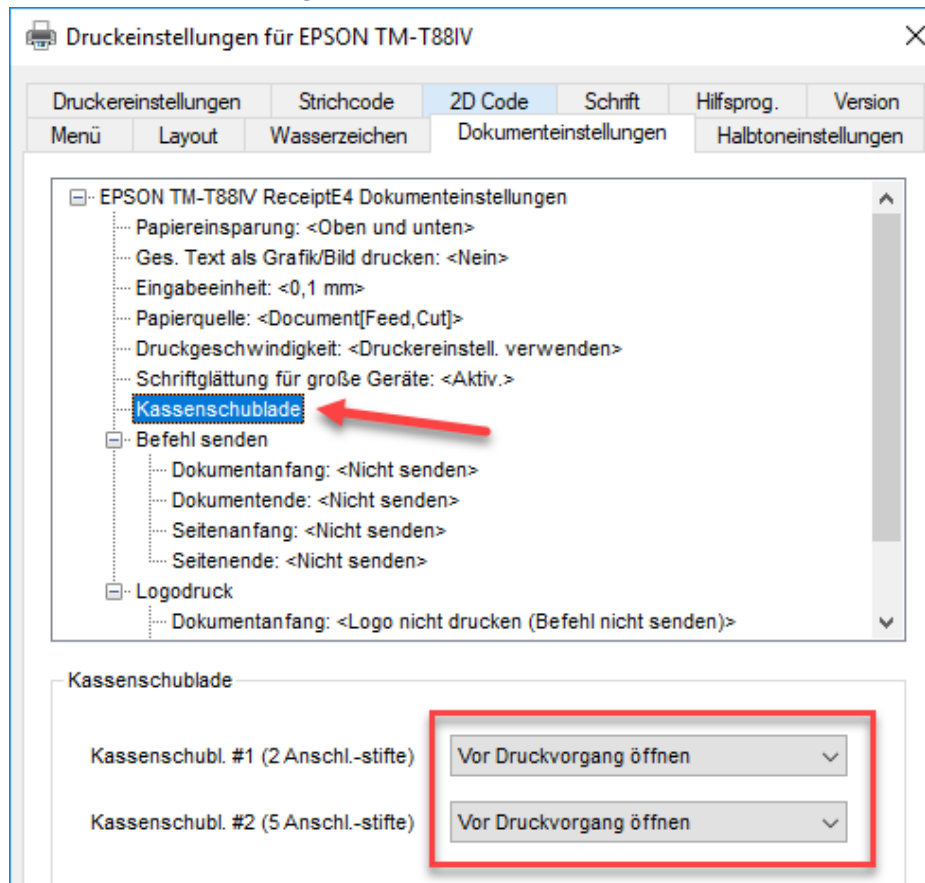 Druckeinstellungen für EPSON TM-T88IV
Druckereinstellungen Strichcode 2D Code Schrift Hilfsprog. Version
Menü Layout Wasserzeichen Dokumenteinstellungen Halbtoneinstellungen
EPSON TM-T88IV ReceiptE4 Dokumenteinstellungen
Papiereinsparung: <Oben und unten>
Ges. Text als Grafik/Bild drucken: <Nein>
Eingabeeinheit: <0,1 mm>
Papierquelle: <Document[Feed,Cut]>
Druckgeschwindigkeit: <Druckereinstell. verwenden>
Schriftglättung für große Geräte: <Aktiv.>
Kassenschublade
Befehl senden
Dokumentanfang: <Nicht senden>
Dokumentende: <Nicht senden>
Seitenanfang: <Nicht senden>
Seitenende: <Nicht senden>
Logodruck
Dokumentanfang: <Logo nicht drucken (Befehl nicht senden)>
Kassenschublade
Kassenschubl. #1 (2 Anschl.-stifte) Vor Druckvorgang öffnen
Kassenschubl. #2 (5 Anschl.-stifte) Vor Druckvorgang öffnen